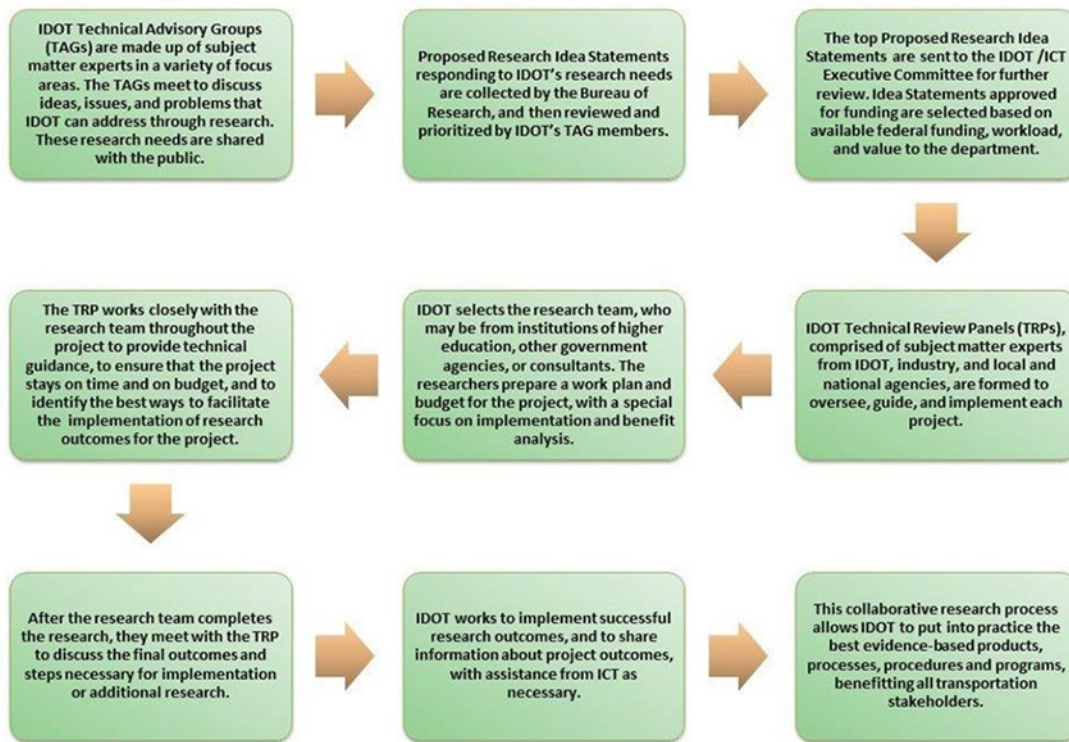 IDOT Technical Advisory Groups
(TAGs) are made up of subject
matter experts in a variety of focus
areas. The TAGs meet to discuss
ideas, issues, and problems that
IDOT can address through research.
These research needs are shared
with the public.
Proposed Research Idea Statements
responding to IDOT's research needs
are collected by the Bureau of
Research, and then reviewed and
prioritized by IDOT's TAG members.
The top Proposed Research Idea
Statements are sent to the IDOT /ICT
Executive Committee for further
review. Idea Statements approved
for funding are selected based on
available federal funding, workload,
and value to the department.
IDOT Technical Review Panels (TRPs),
comprised of subject matter experts
from IDOT, industry, and local and
national agencies, are formed to
oversee, guide, and implement each
project.
IDOT selects the research team, who
may be from institutions of higher
education, other government
agencies, or consultants. The
researchers prepare a work plan and
budget for the project, with a special
focus on implementation and benefit
analysis.
The TRP works closely with the
research team throughout the
project to provide technical
guidance, to ensure that the project
stays on time and on budget, and to
identify the best ways to facilitate
the implementation of research
outcomes for the project.
After the research team completes
the research, they meet with the TRP
to discuss the final outcomes and
steps necessary for implementation
or additional research.
IDOT works to implement successful
research outcomes, and to share
information about project outcomes,
with assistance from ICT as
necessary.
This collaborative research process
allows IDOT to put into practice the
best evidence-based products,
processes, procedures and programs,
benefitting all transportation
stakeholders.